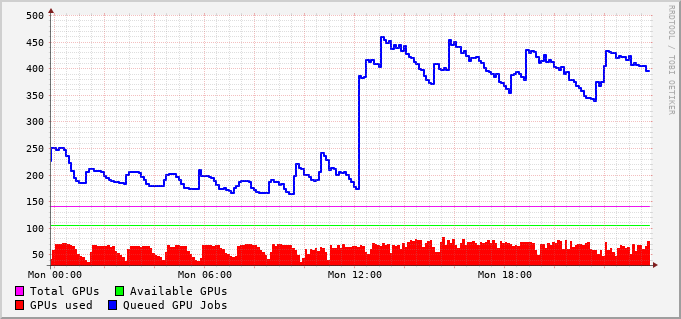 500
450
400
350
300
250
200
150
100
50
Mon 00:00 Mon 06:00 Mon 12:00 Mon 18:00
Total GPUs Available GPUs
GPUs used Queued GPU Jobs
RRDTOOL / TOBI OETIKER